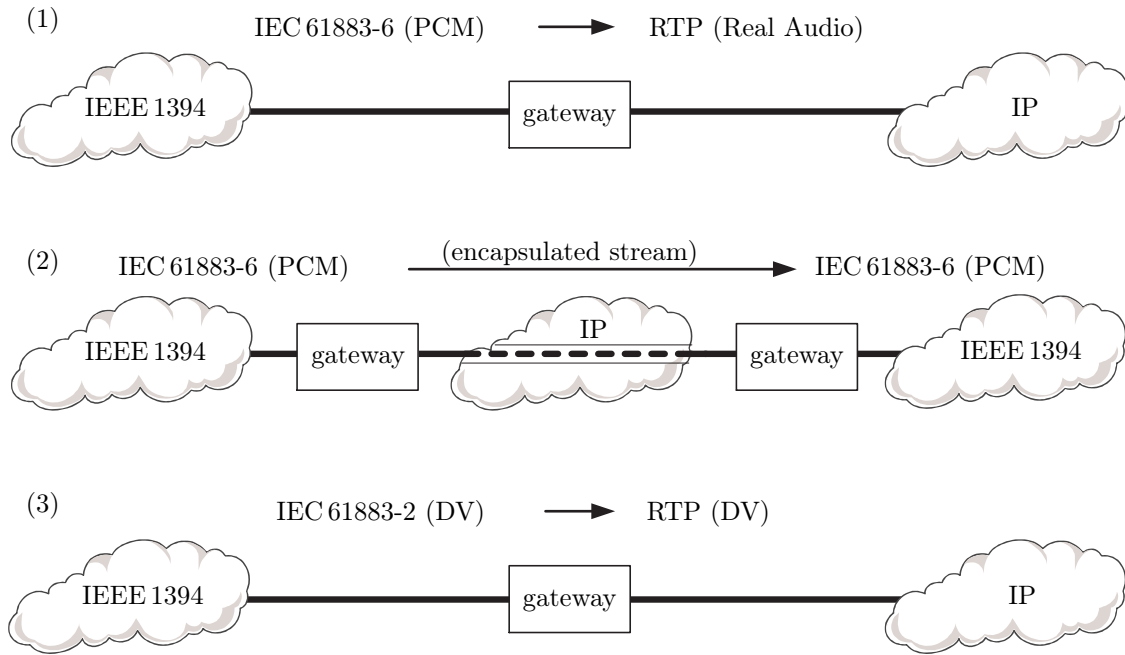 (1)
IEC 61883-6 (PCM) RTP (Real Audio)
IEEE 1394 gateway IP
(2)
IEC 61883-6 (PCM) (encapsulated stream) IEC 61883-6 (PCM)
IEEE 1394 gateway IP gateway IEEE 1394
(3)
IEC 61883-2 (DV) RTP (DV)
IEEE 1394 gateway IP